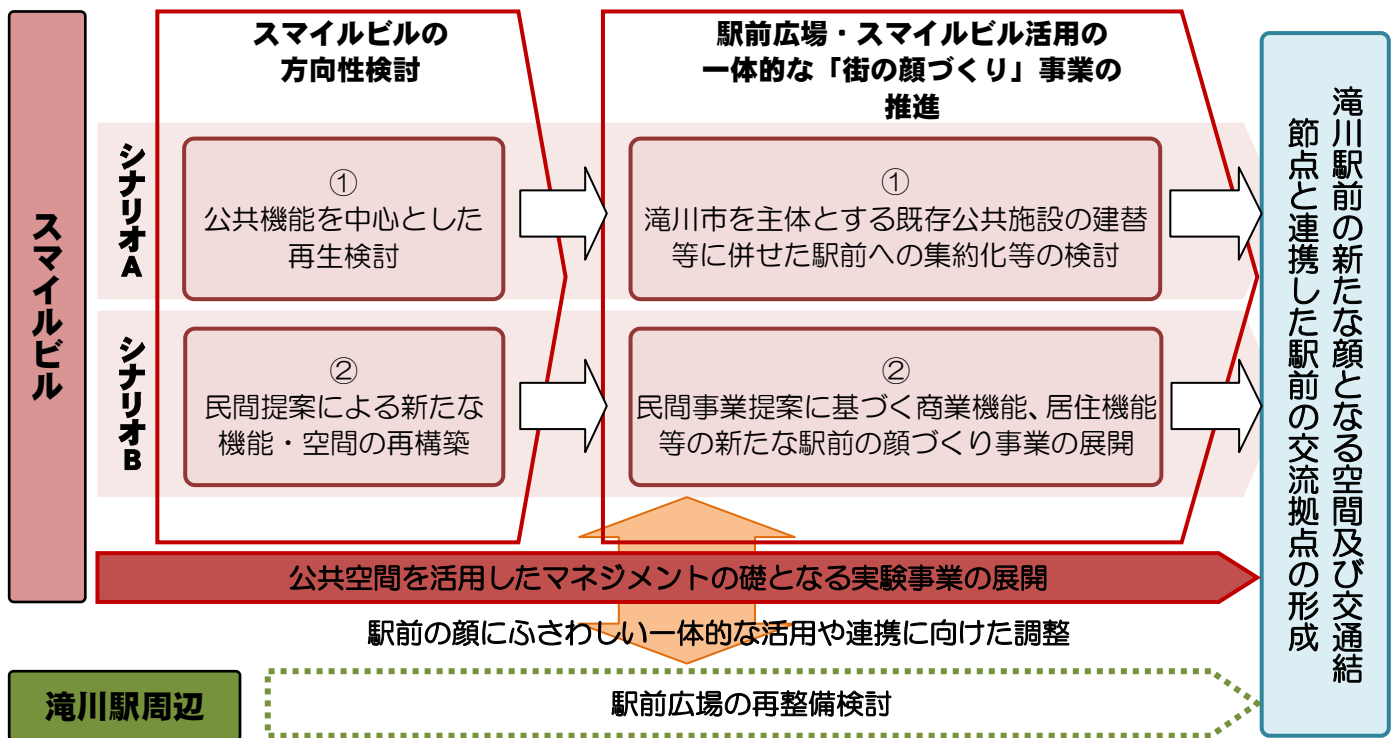 スマイルビル
スマイルビルの
方向性検討
駅前広場・スマイルビル活用の
一体的な「街の顔づくり」事業の
推進
シナリオA
①
公共機能を中心とした
再生検討
①
滝川市を主体とする既存公共施設の建替
等に併せた駅前への集約化等の検討
シナリオB
②
民間提案による新たな
機能・空間の再構築
②
民間事業提案に基づく商業機能、居住機能
等の新たな駅前の顔づくり事業の展開
公共空間を活用したマネジメントの礎となる実験事業の展開
駅前の顔にふさわしい一体的な活用や連携に向けた調整
滝川駅周辺
駅前広場の再整備検討
滝川駅前の新たな顔となる空間及び交通結
節点と連携した駅前の交流拠点の形成